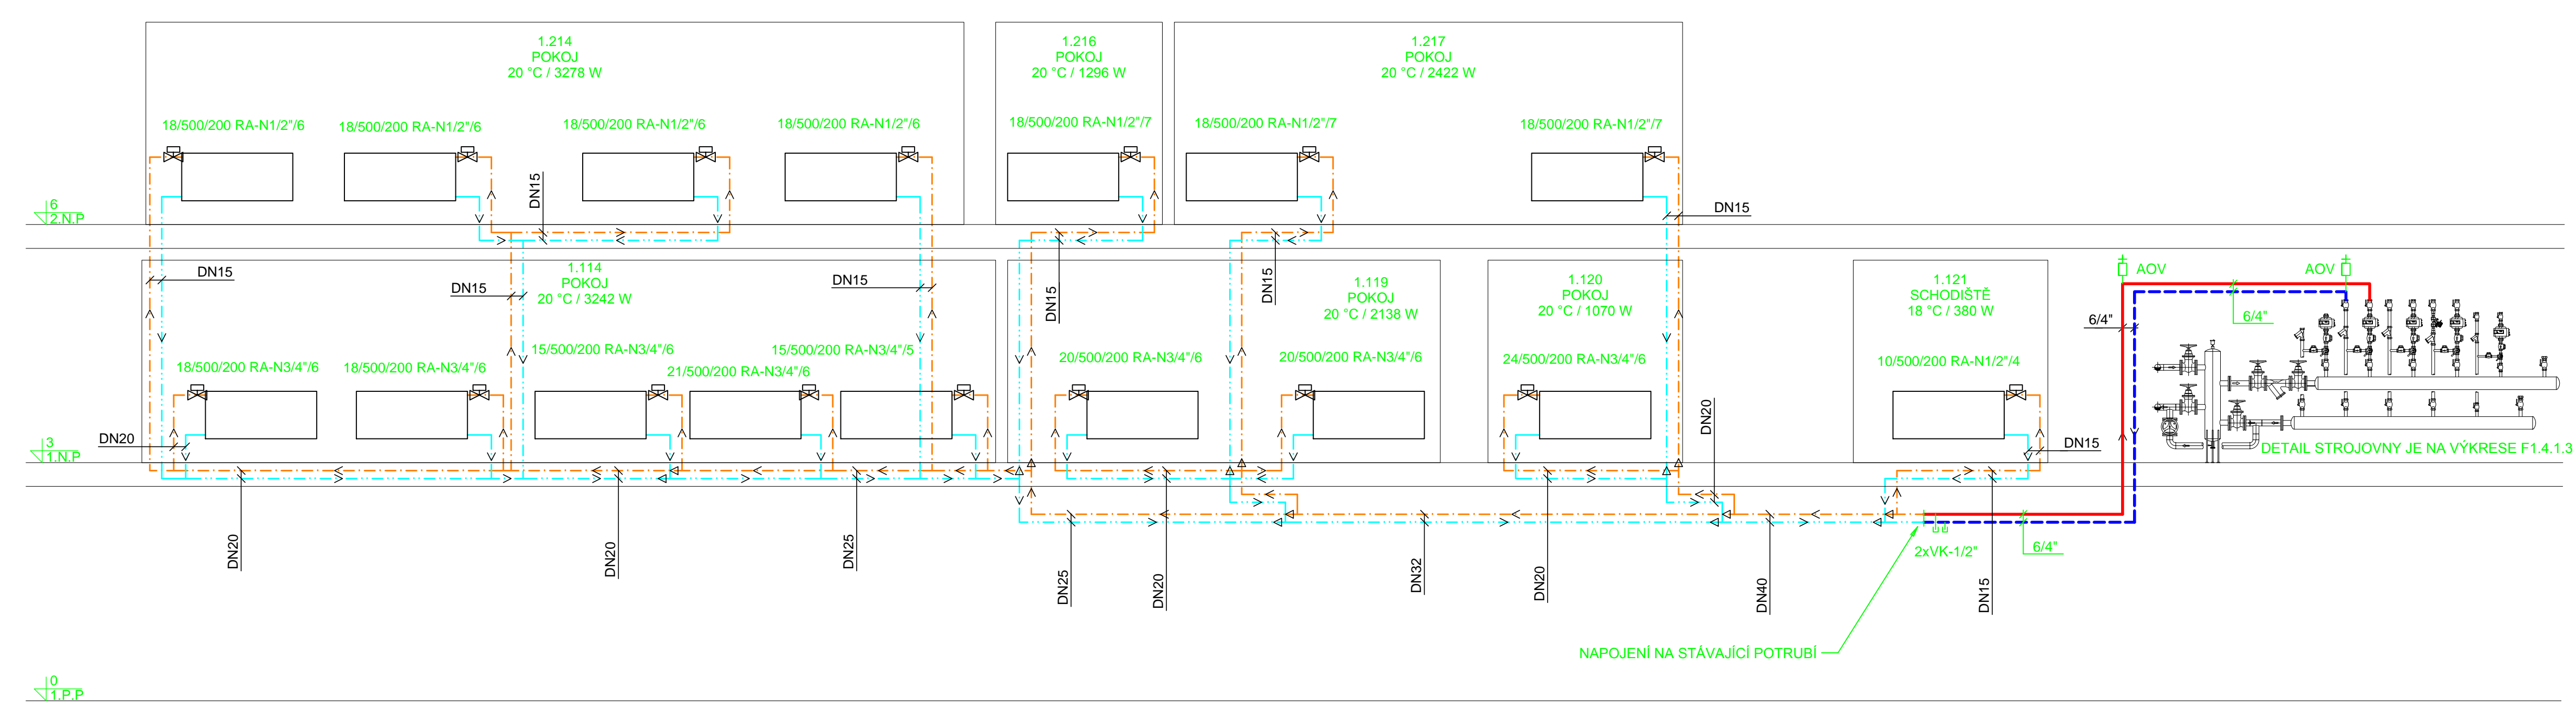 1.214
POKOJ
20 °C / 3278 W
1.216
POKOJ
20 °C / 1296 W
1.217
POKOJ
20 °C / 2422 W
18/500/200 RA-N1/2"/6
18/500/200 RA-N1/2"/6
18/500/200 RA-N1/2"/6
18/500/200 RA-N1/2"/6
18/500/200 RA-N1/2"/7
18/500/200 RA-N1/2"/7
18/500/200 RA-N1/2"/7
DN15
DN15
6
2.N.P
DN15
DN15
DN15
DN15
DN15
DN15
1.114
POKOJ
20 °C / 3242 W
1.119
POKOJ
20 °C / 2138 W
1.120
POKOJ
20 °C / 1070 W
1.121
SCHODIŠTĚ
18 °C / 380 W
AOV
AOV
6/4"
6/4"
18/500/200 RA-N3/4"/6
18/500/200 RA-N3/4"/6
15/500/200 RA-N3/4"/6
21/500/200 RA-N3/4"/6
15/500/200 RA-N3/4"/5
20/500/200 RA-N3/4"/6
20/500/200 RA-N3/4"/6
24/500/200 RA-N3/4"/6
10/500/200 RA-N1/2"/4
DN20
DN20
DN15
3
1.N.P
DETAIL STROJOVNY JE NA VÝKRESE F1.4.1.3
DN20
DN20
DN25
DN25
DN20
DN32
DN20
DN40
DN15
2xVK-1/2"
6/4"
NAPOJENÍ NA STÁVAJÍCÍ POTRUBÍ
0
1.P.P